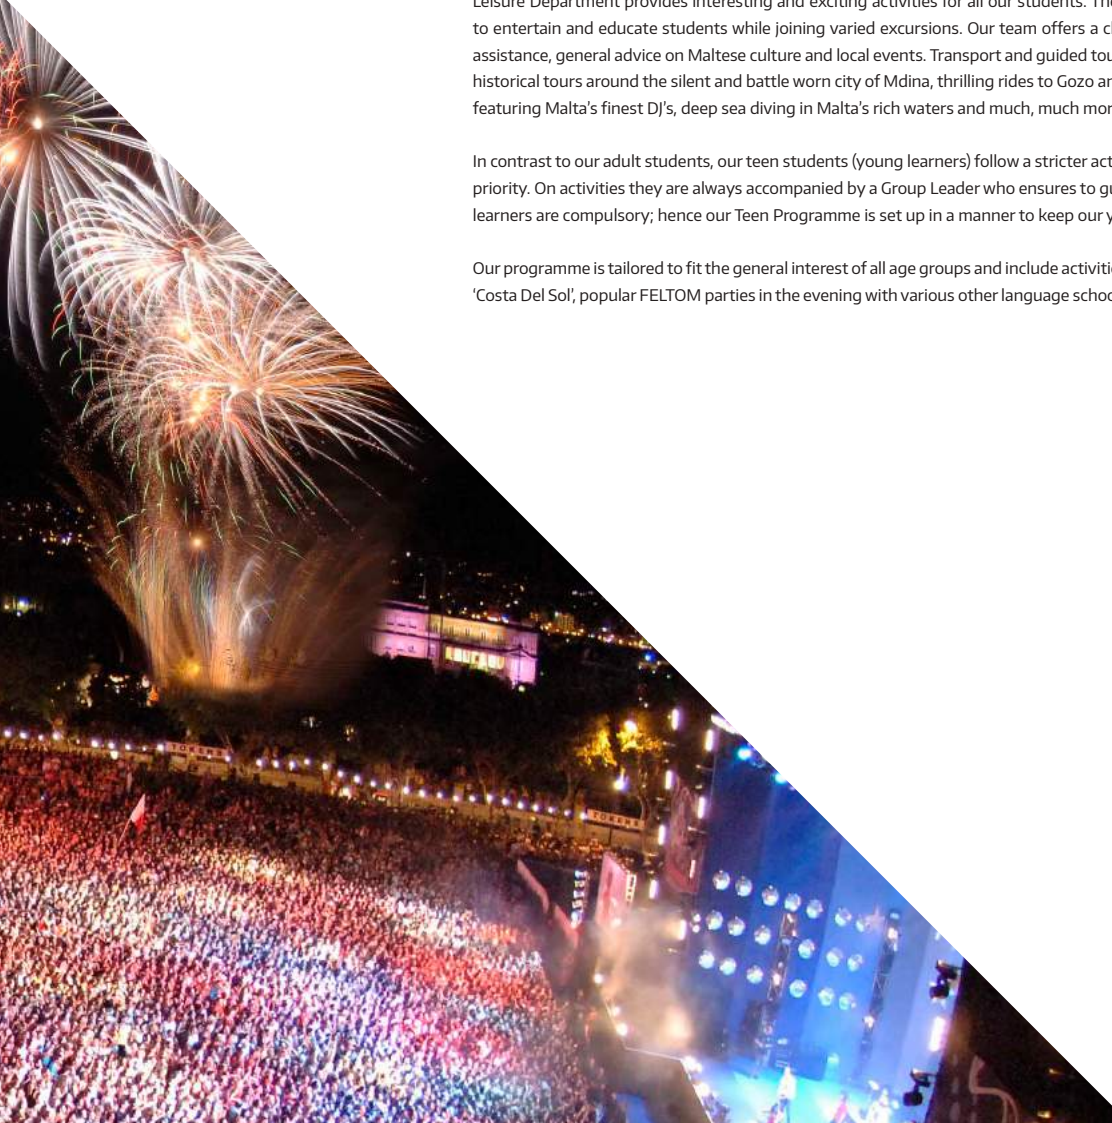 Leisure Department provides interesting and exciting activities for all our students.
to entertain and educate students while joining varied excursions. Our team offers a
assistance, general advice on Maltese culture and local events. Transport and guided
historical tours around the silent and battle worn city of Mdina, thrilling rides to Gozo
featuring Malta's finest DJ's, deep sea diving in Malta's rich waters and much, much
In contrast to our adult students, our teen students (young learners) follow a stricter
priority. On activities they are always accompanied by a Group Leader who ensures to
learners are compulsory; hence our Teen Programme is set up in a manner to keep our
Our programme is tailored to fit the general interest of all age groups and include
'Costa Del Sol', popular FELTOM parties in the evening with various other language
TOKENS
TOKENS